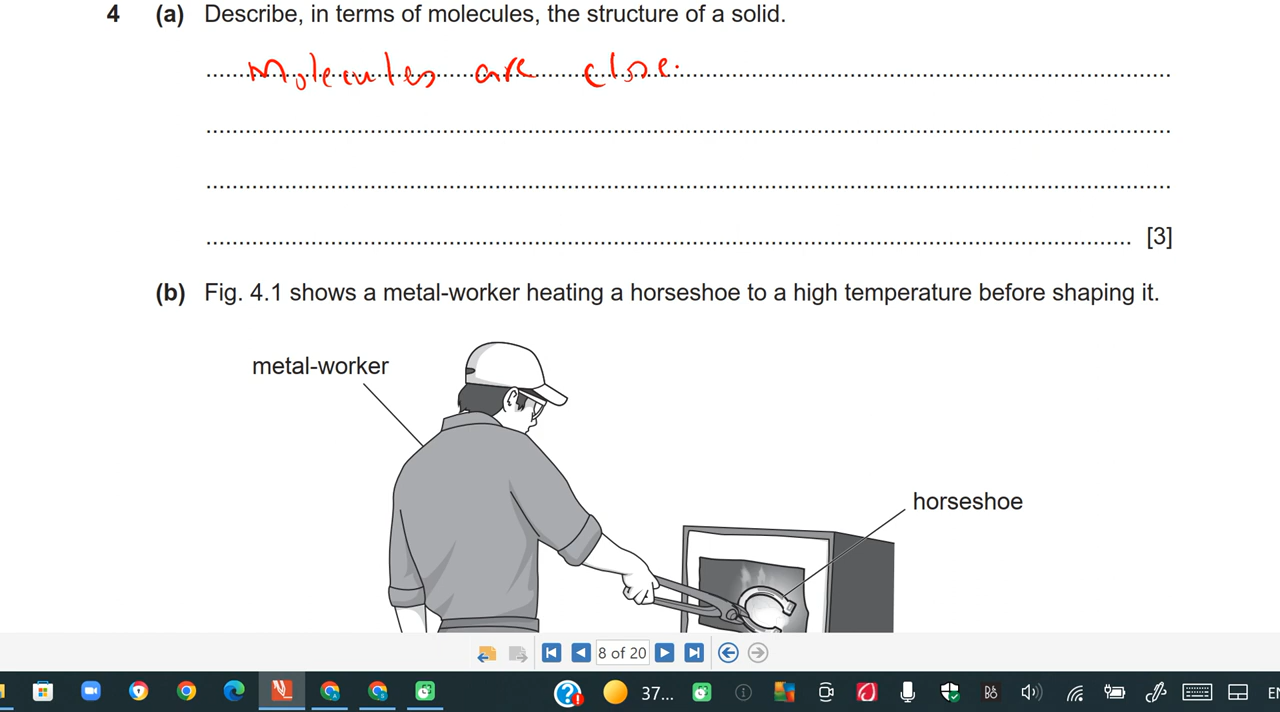 4 (a) Describe, in terms of molecules, the structure of a solid.
Molecules are close.
[3]
(b) Fig. 4.1 shows a metal-worker heating a horseshoe to a high temperature before shaping it.
metal-worker
horseshoe
8 of 20
37...
EN